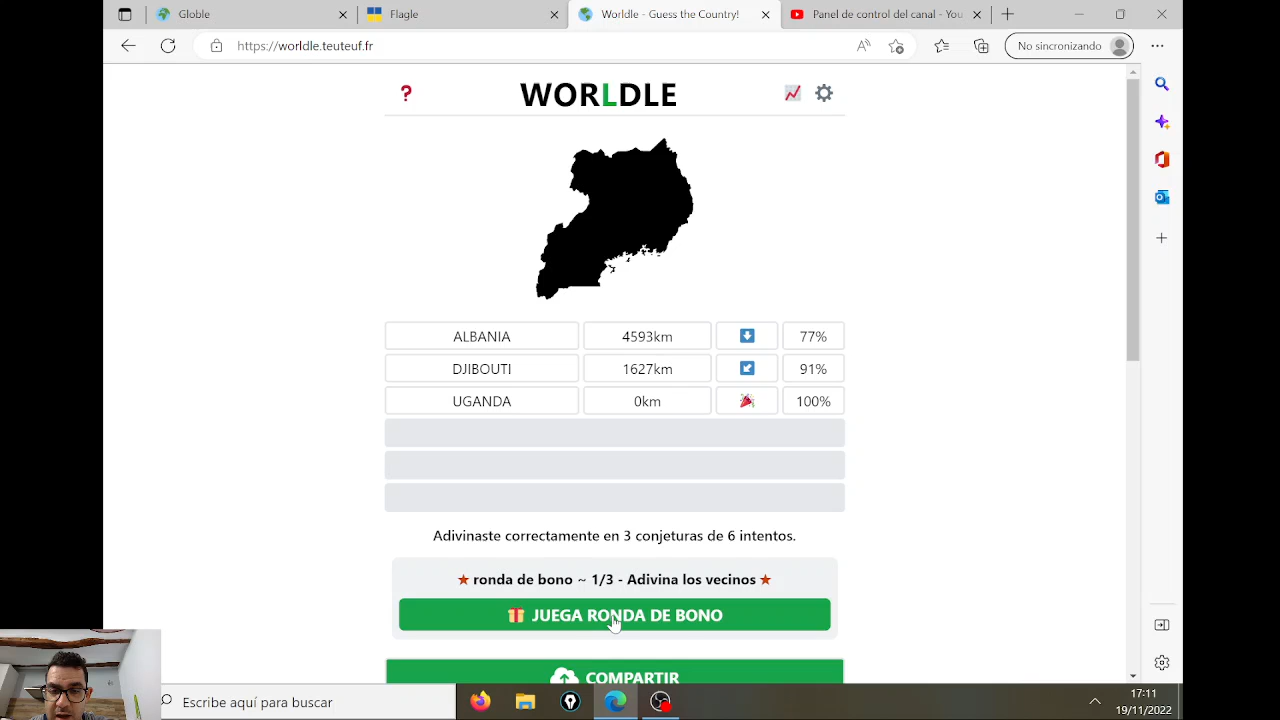 Globle
Flagle
Worldle - Guess the Country!
Panel de control del canal - You
https://worldle.teuteuf.fr
No sincronizando
?
WORLDLE
ALBANIA 4593km 77%
DJIBOUTI 1627km 91%
UGANDA 0km 100%
Adivinaste correctamente en 3 conjeturas de 6 intentos.
ronda de bono ~ 1/3 - Adivina los vecinos
JUEGA RONDA DE BONO
COMPARTIR
Escribe aquí para buscar
17:11
19/11/2022